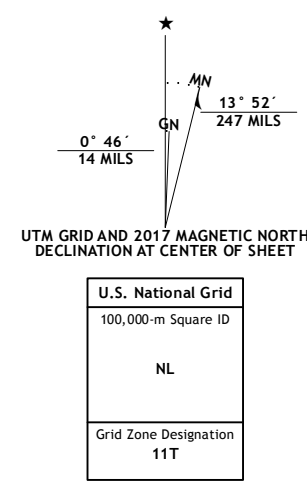 ★
MN
GN
13° 52´
247 MILS
0° 46´
14 MILS
UTM GRID AND 2017 MAGNETIC NORTH
DECLINATION AT CENTER OF SHEET
U.S. National Grid
100,000-m Square ID
NL
Grid Zone Designation
11T